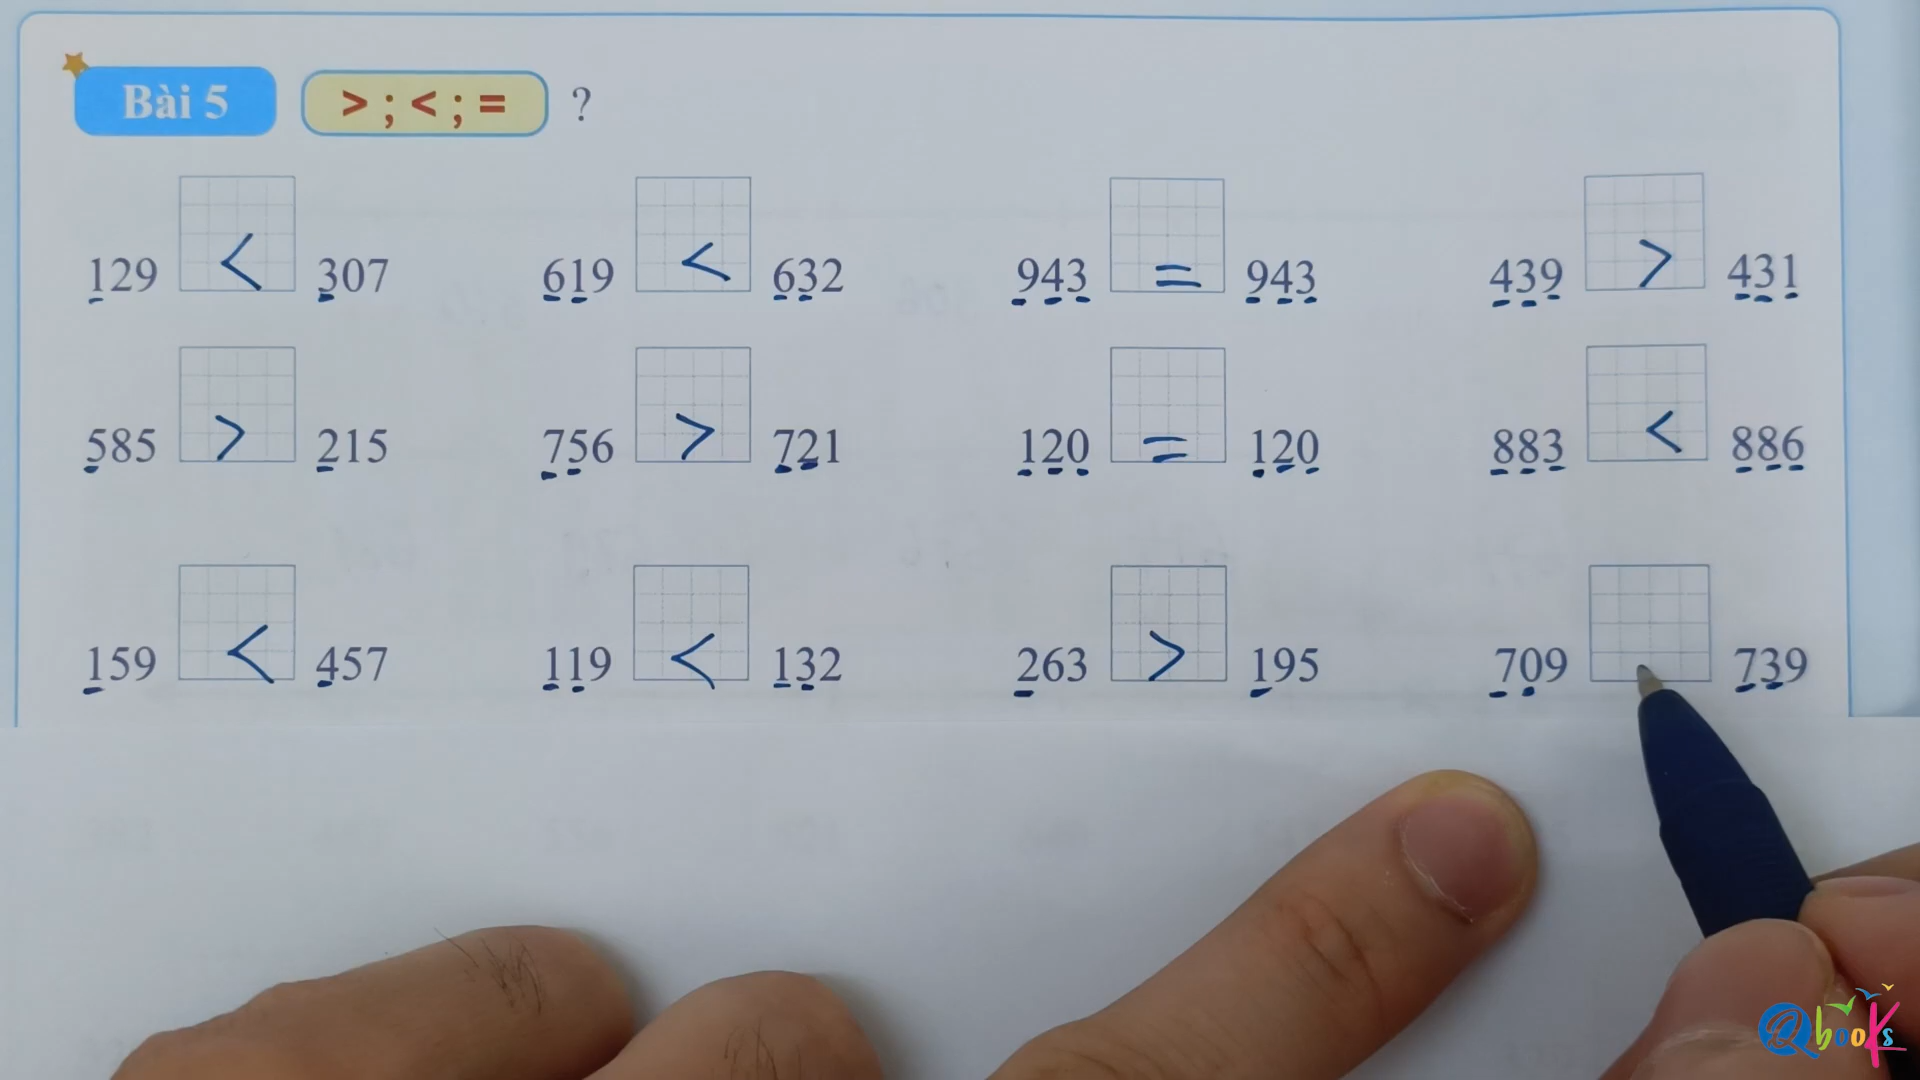 Bài 5 > ; < ; = ?
129 < 307 619 < 632 943 = 943 439 > 431
585 > 215 756 > 721 120 = 120 883 < 886
159 < 457 119 < 132 263 > 195 709 739
Qbooks